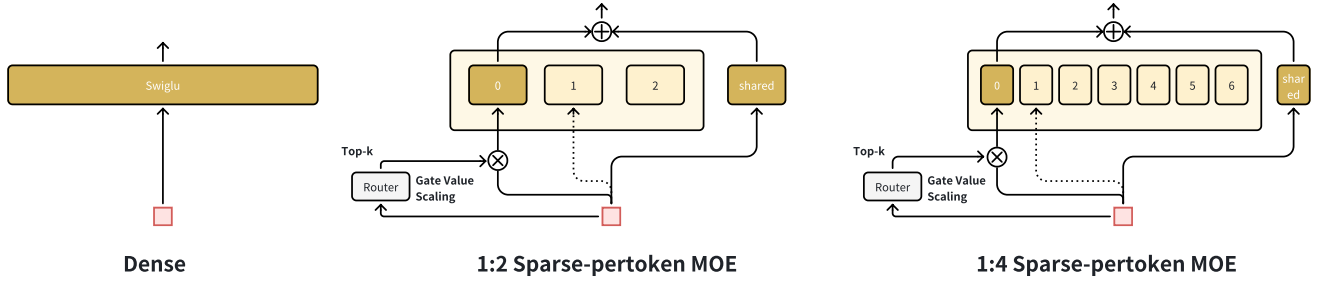 Swiglu
Dense
0
1
2
shared
Top-k
Router
Gate Value
Scaling
1:2 Sparse-pertoken MOE
0
1
2
3
4
5
6
shar
ed
Top-k
Router
Gate Value
Scaling
1:4 Sparse-pertoken MOE